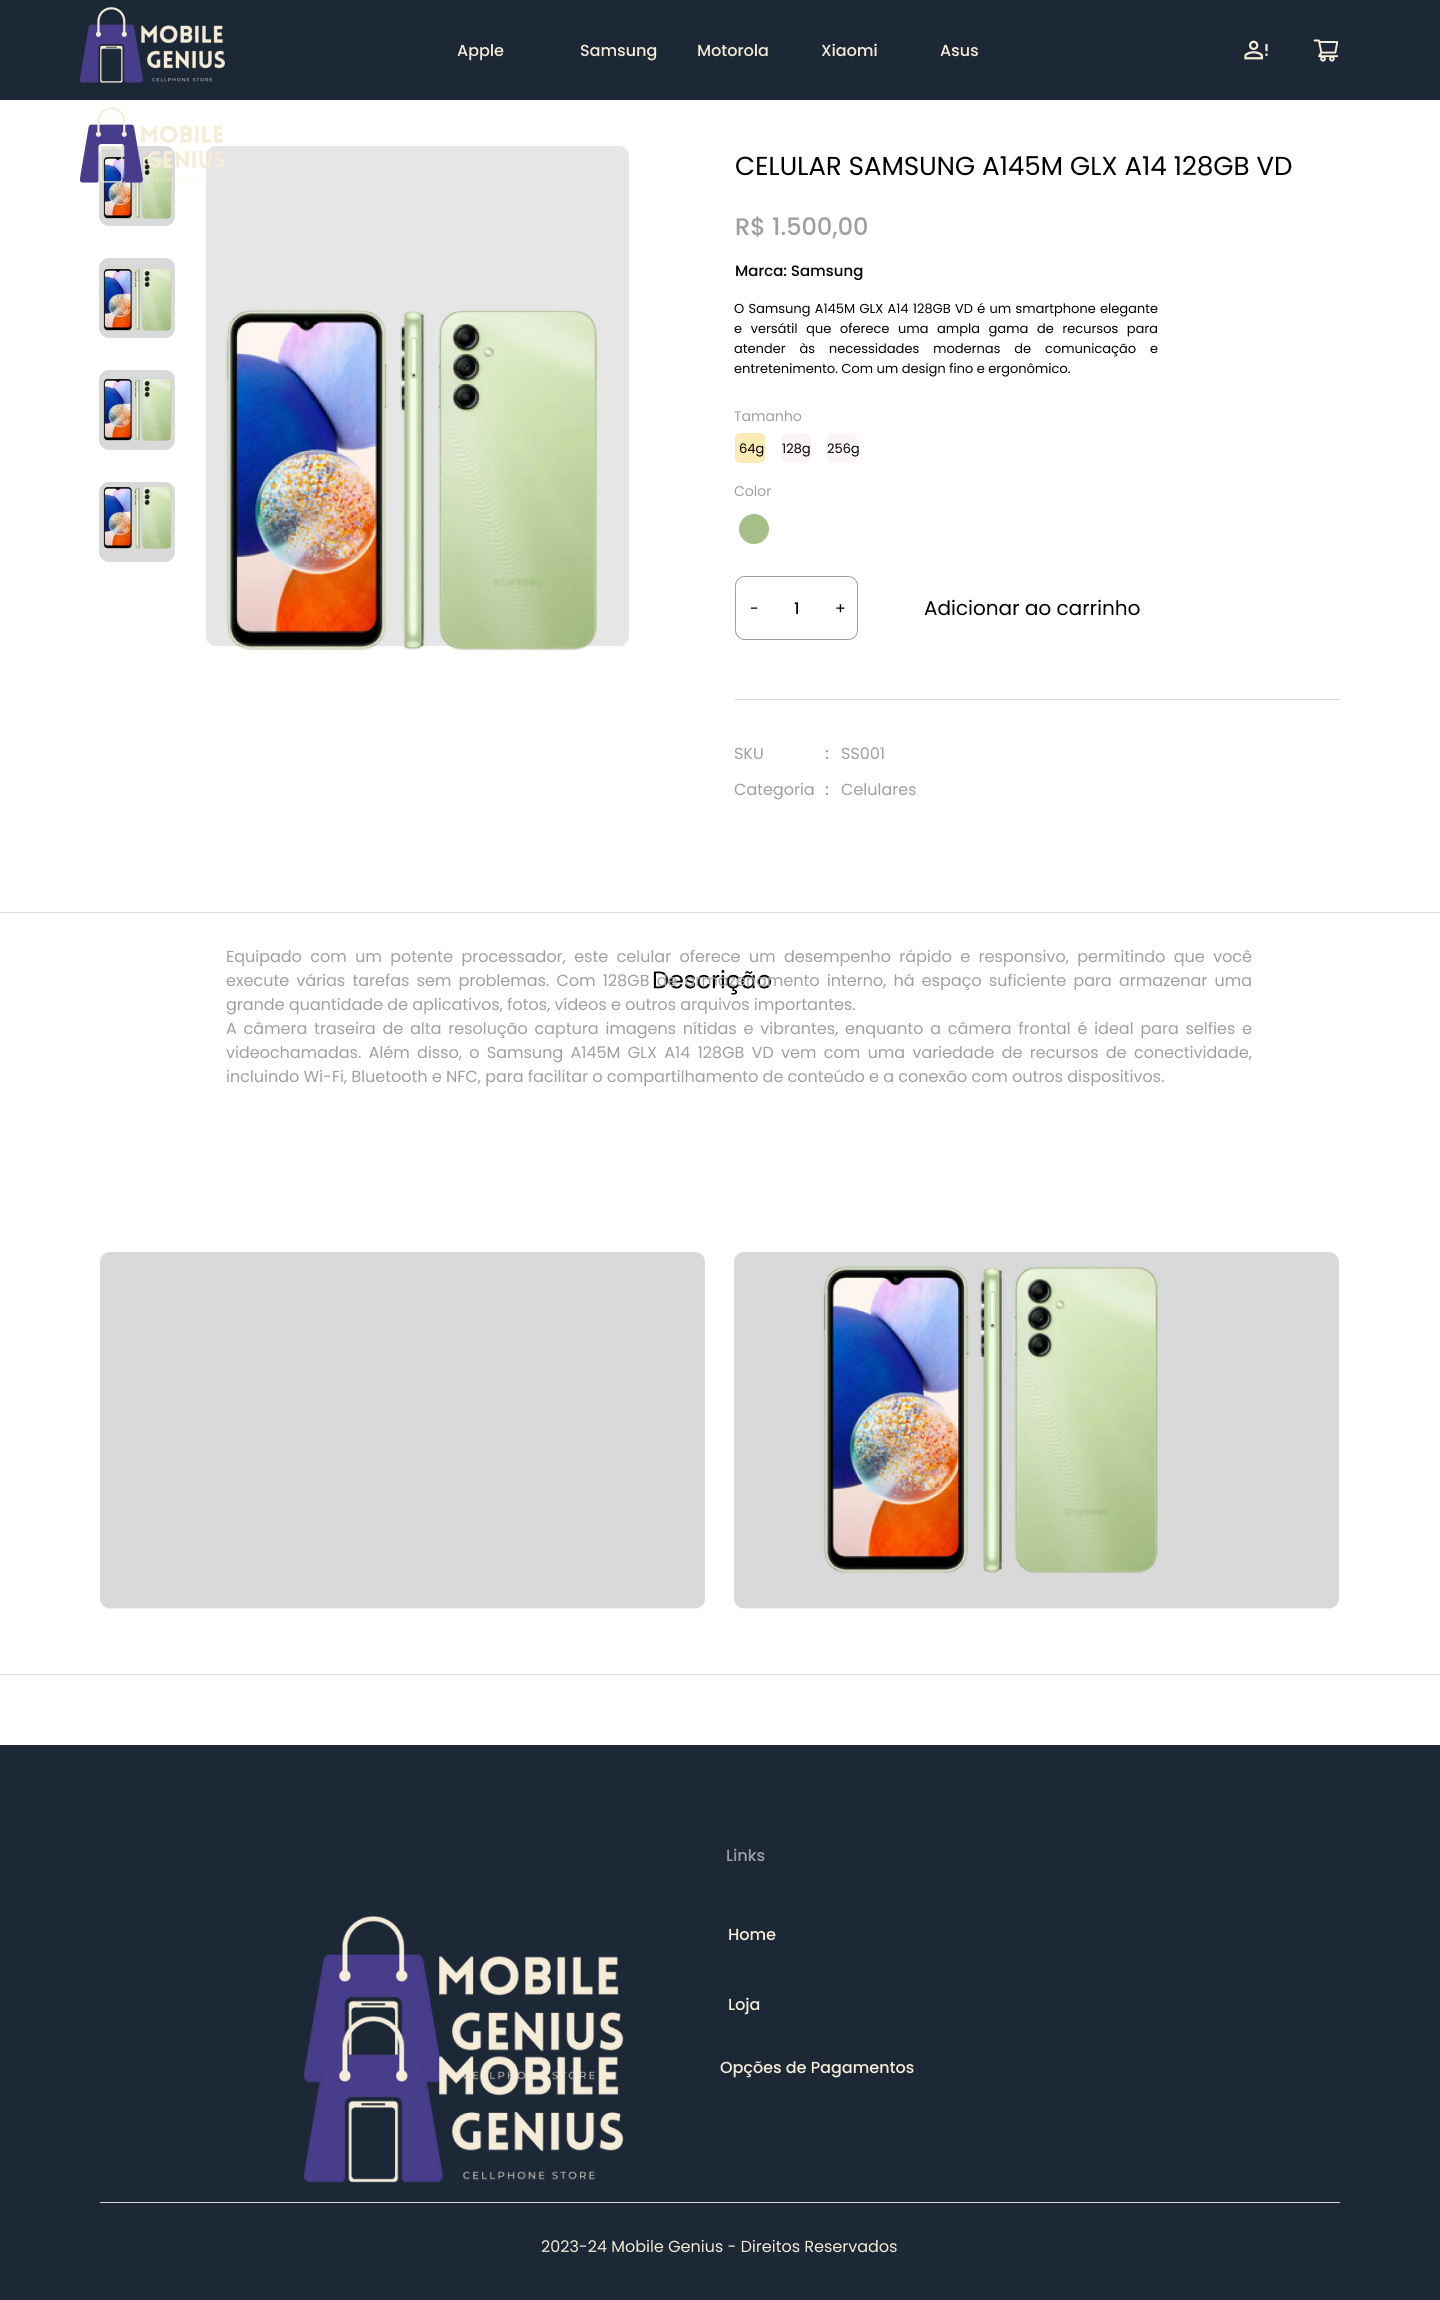 MOBILE
GENIUS
CELLPHONE STORE
Apple Samsung Motorola Xiaomi Asus
MOBILE
GENIUS
CELLULAR SAMSUNG A145M GLX A14 128GB VD
R$ 1.500,00
Marca: Samsung
O Samsung A145M GLX A14 128GB VD é um smartphone elegante
e versátil que oferece uma ampla gama de recursos para
atender às necessidades modernas de comunicação e
entretenimento. Com um design fino e ergonômico.
Tamanho
64g 128g 256g
Color
- 1 +
Adicionar ao carrinho
SKU : SS001
Categoria : Celulares
Equipado com um potente processador, este celular oferece um desempenho rápido e responsivo, permitindo que você
execute várias tarefas sem problemas. Com 128GB de armazenamento interno, há espaço suficiente para armazenar uma
Descrição
grande quantidade de aplicativos, fotos, vídeos e outros arquivos importantes.
A câmera traseira de alta resolução captura imagens nítidas e vibrantes, enquanto a câmera frontal é ideal para selfies e
videochamadas. Além disso, o Samsung A145M GLX A14 128GB VD vem com uma variedade de recursos de conectividade,
incluindo Wi-Fi, Bluetooth e NFC, para facilitar o compartilhamento de conteúdo e a conexão com outros dispositivos.
SAMSUNG
Links
Home
Loja
Opções de Pagamentos
MOBILE
GENIUS
CELLPHONE STORE
MOBILE
GENIUS
CELLPHONE STORE
2023-24 Mobile Genius - Direitos Reservados